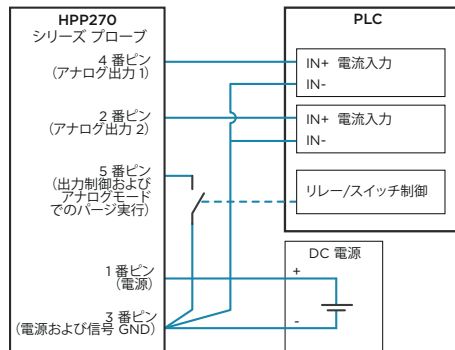 HPP270
シリーズ プローブ
4 番ピン
(アナログ出力 1)
2 番ピン
(アナログ出力 2)
5 番ピン
(出力制御および
アナログモード
でのパージ実行)
1 番ピン
(電源)
3 番ピン
(電源および信号 GND)
PLC
IN+ 電流入力
IN-
IN+ 電流入力
IN-
リレー/スイッチ制御
DC 電源
+
-